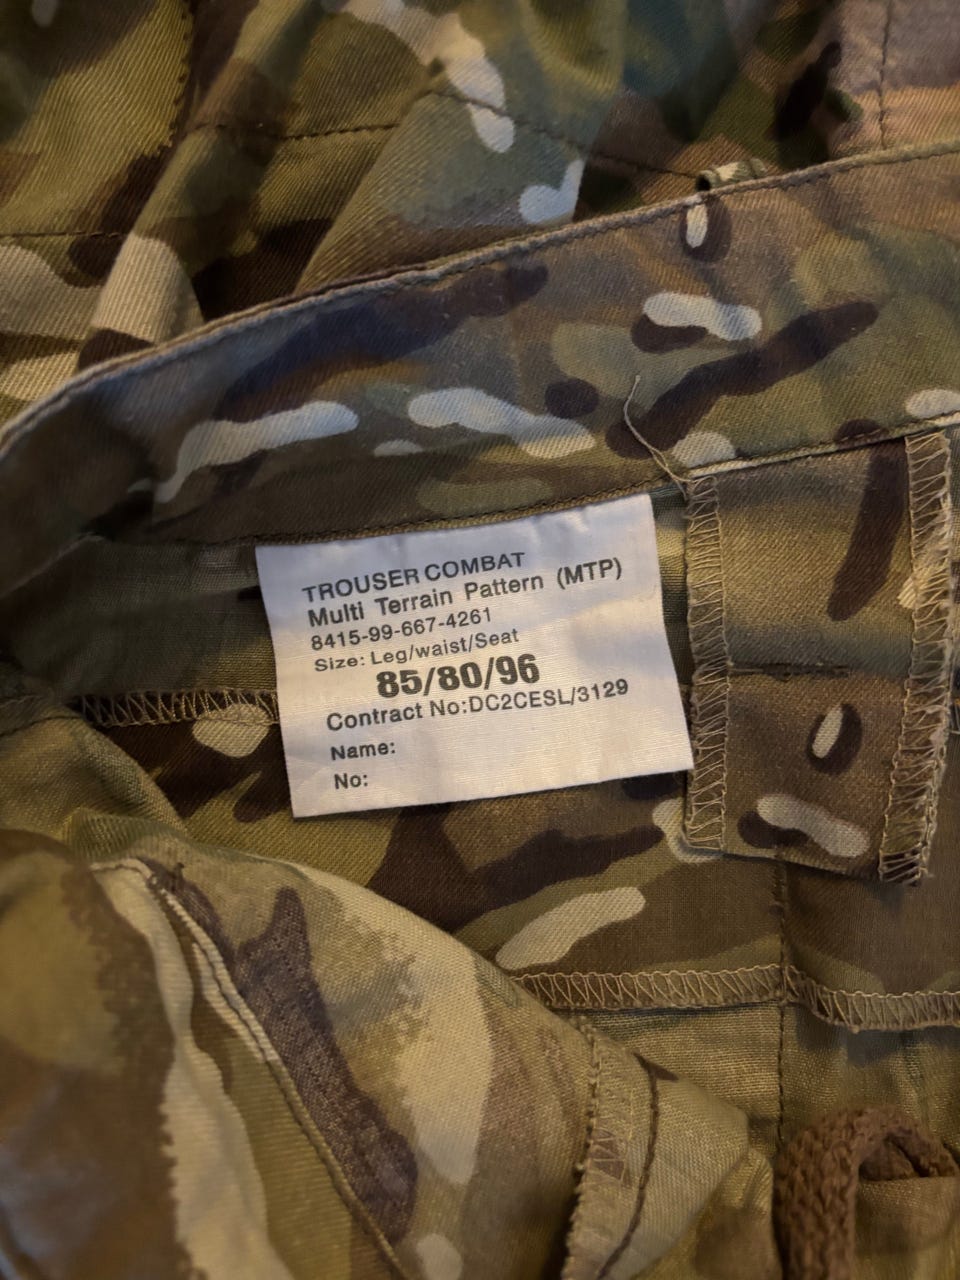 TROUSER COMBAT
Multi Terrain Pattern (MTP)
8415-99-667-4261
Size: Leg/waist/Seat
85/80/96
Contract No:DC2CESL/3129
Name:
No: